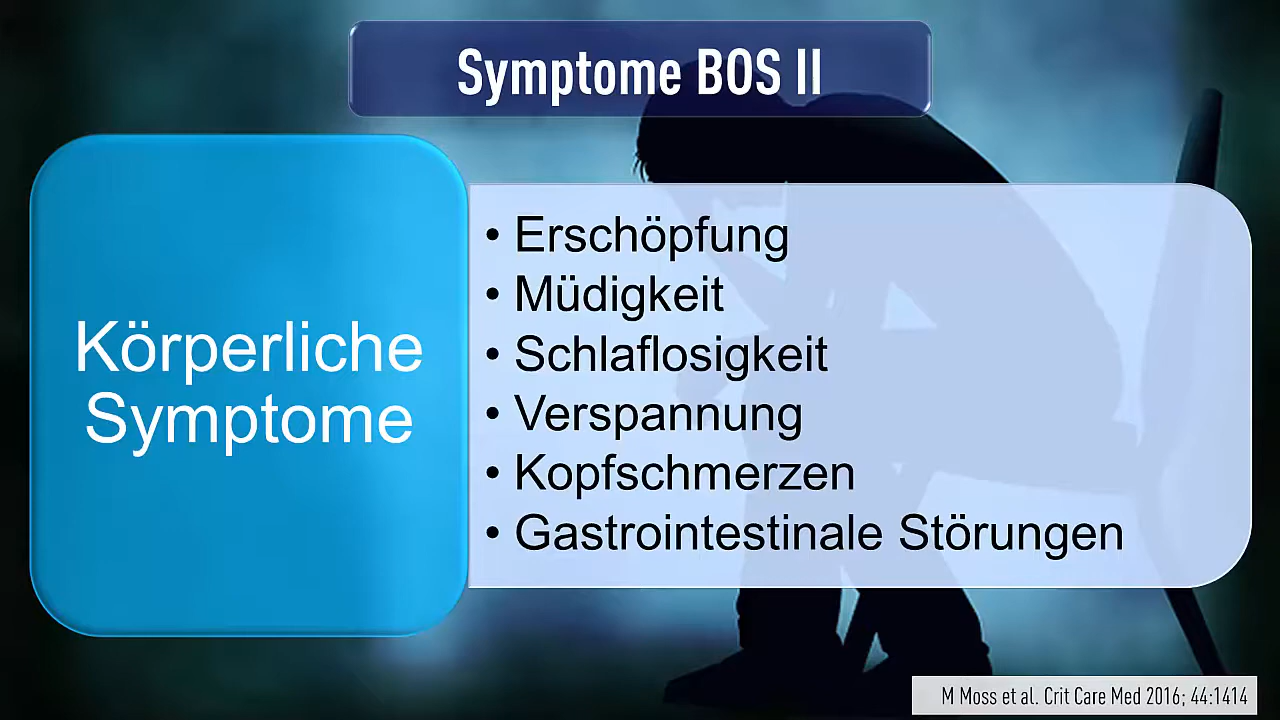 Symptome BOS II
Körperliche
Symptome
• Erschöpfung
• Müdigkeit
• Schlaflosigkeit
• Verspannung
• Kopfschmerzen
• Gastrointestinale Störungen
M Moss et al. Crit Care Med 2016; 44:1414